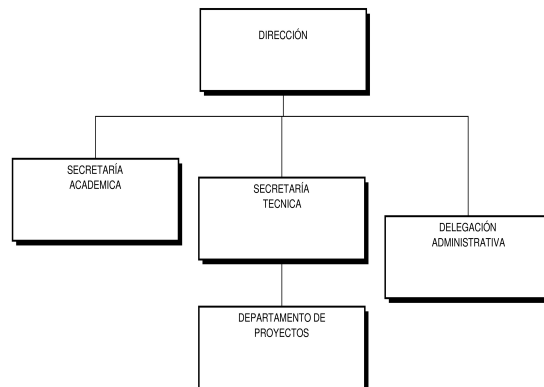 DIRECCIÓN
SECRETARÍA
ACADEMICA
SECRETARÍA
TECNICA
DELEGACIÓN
ADMINISTRATIVA
DEPARTAMENTO DE
PROYECTOS